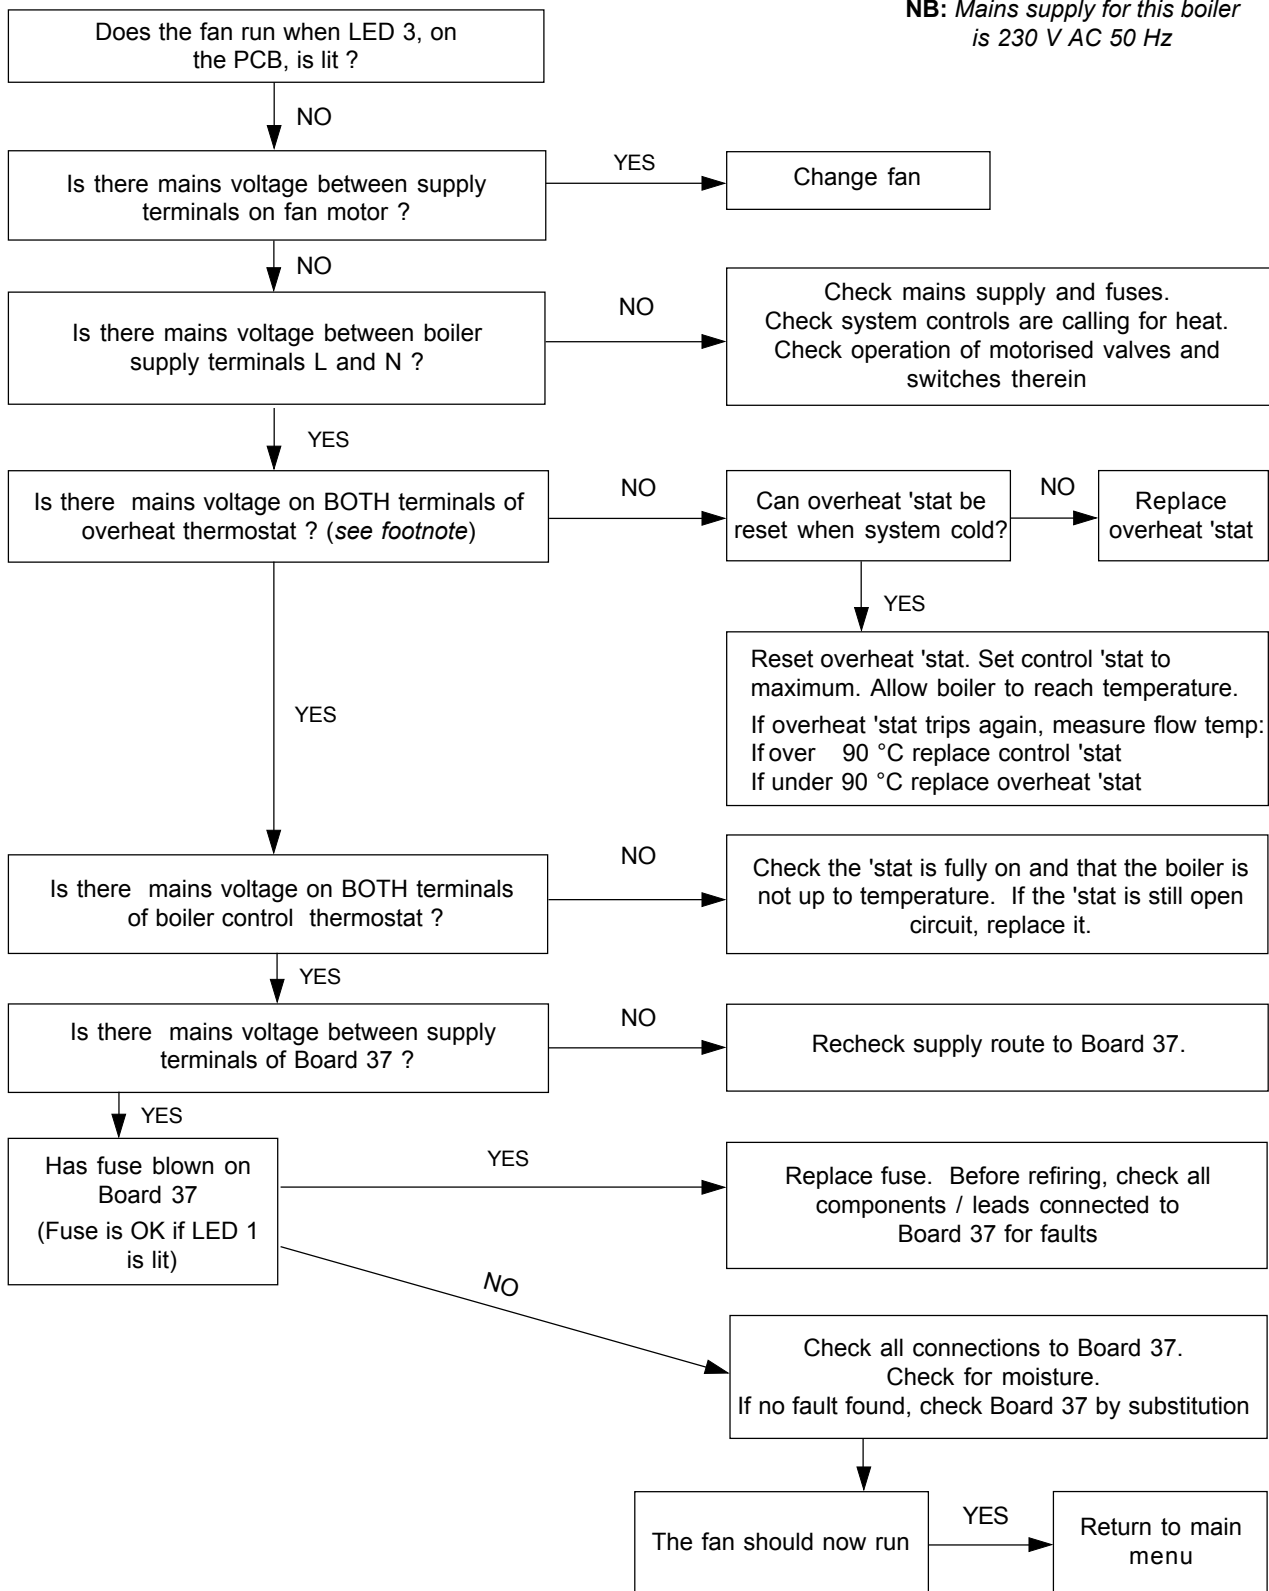 NB: Mains supply for this boiler
is 230 V AC 50 Hz
Does the fan run when LED 3, on
the PCB, is lit ?
NO
Is there mains voltage between supply
terminals on fan motor ?
YES
Change fan
NO
Is there mains voltage between boiler
supply terminals L and N ?
NO
Check mains supply and fuses.
Check system controls are calling for heat.
Check operation of motorised valves and
switches therein
YES
Is there mains voltage on BOTH terminals of
overheat thermostat ? (see footnote)
NO
Can overheat 'stat be
reset when system cold?
NO
Replace
overheat 'stat
YES
Reset overheat 'stat. Set control 'stat to
maximum. Allow boiler to reach temperature.
If overheat 'stat trips again, measure flow temp:
If over 90 °C replace control 'stat
If under 90 °C replace overheat 'stat
YES
Is there mains voltage on BOTH terminals
of boiler control thermostat ?
NO
Check the 'stat is fully on and that the boiler is
not up to temperature. If the 'stat is still open
circuit, replace it.
YES
Is there mains voltage between supply
terminals of Board 37 ?
NO
Recheck supply route to Board 37.
YES
Has fuse blown on
Board 37
(Fuse is OK if LED 1
is lit)
YES
Replace fuse. Before refiring, check all
components / leads connected to
Board 37 for faults
NO
Check all connections to Board 37.
Check for moisture.
If no fault found, check Board 37 by substitution
The fan should now run
YES
Return to main
menu